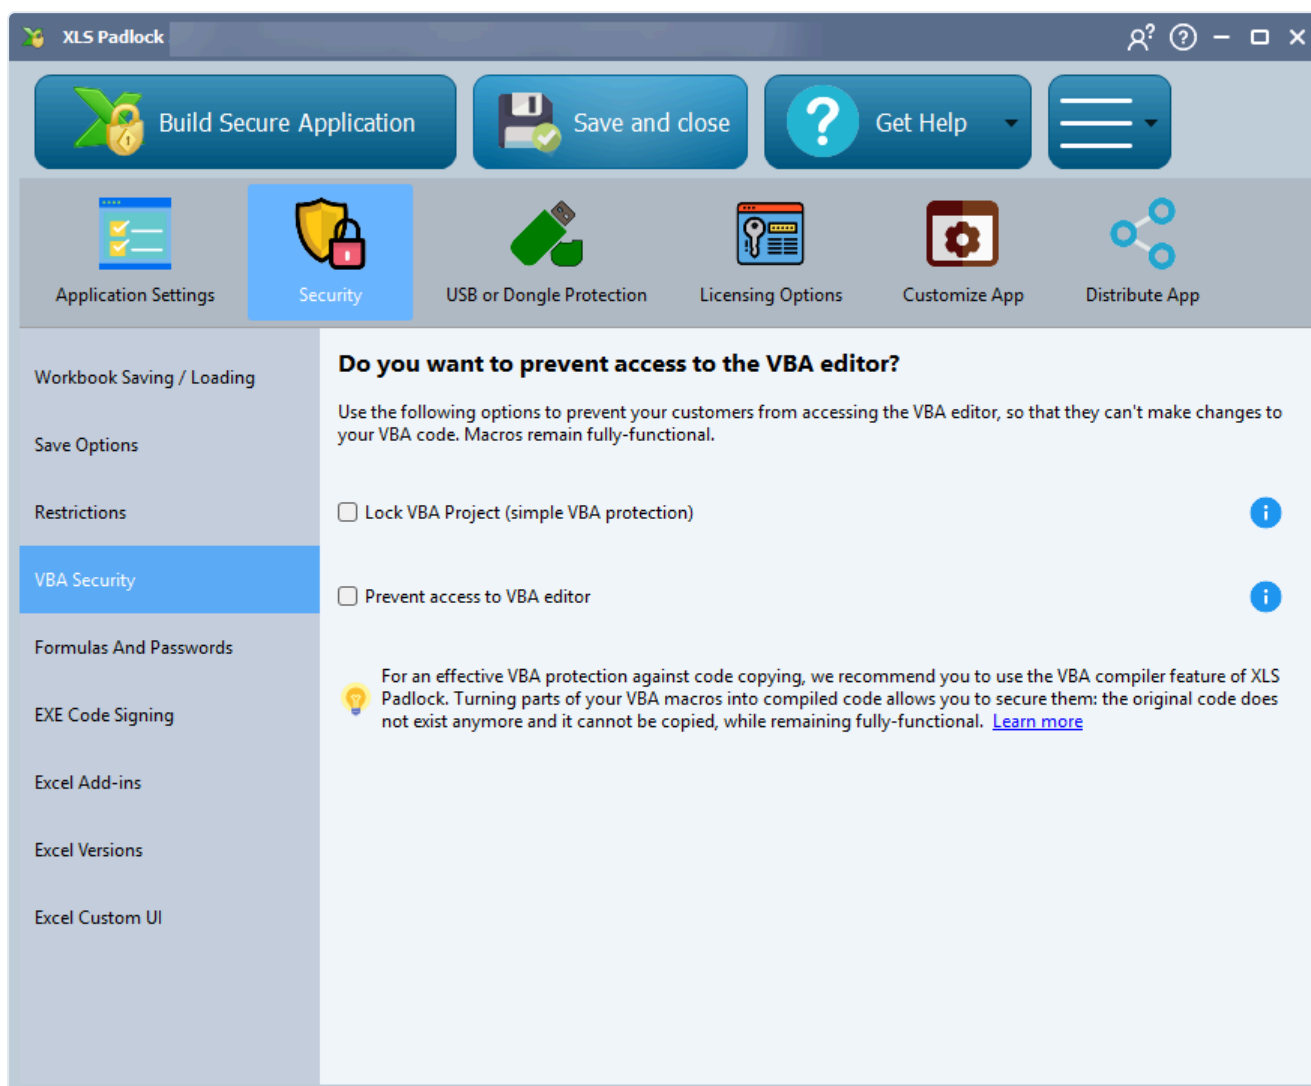 XLS Padlock
Build Secure Application
Save and close
Get Help
Application Settings
Security
USB or Dongle Protection
Licensing Options
Customize App
Distribute App
Workbook Saving / Loading
Save Options
Restrictions
VBA Security
Formulas And Passwords
EXE Code Signing
Excel Add-ins
Excel Versions
Excel Custom UI
Do you want to prevent access to the VBA editor?
Use the following options to prevent your customers from accessing the VBA editor, so that they can't make changes to
your VBA code. Macros remain fully-functional.
Lock VBA Project (simple VBA protection)
Prevent access to VBA editor
For an effective VBA protection against code copying, we recommend you to use the VBA compiler feature of XLS
Padlock. Turning parts of your VBA macros into compiled code allows you to secure them: the original code does
not exist anymore and it cannot be copied, while remaining fully-functional. Learn more